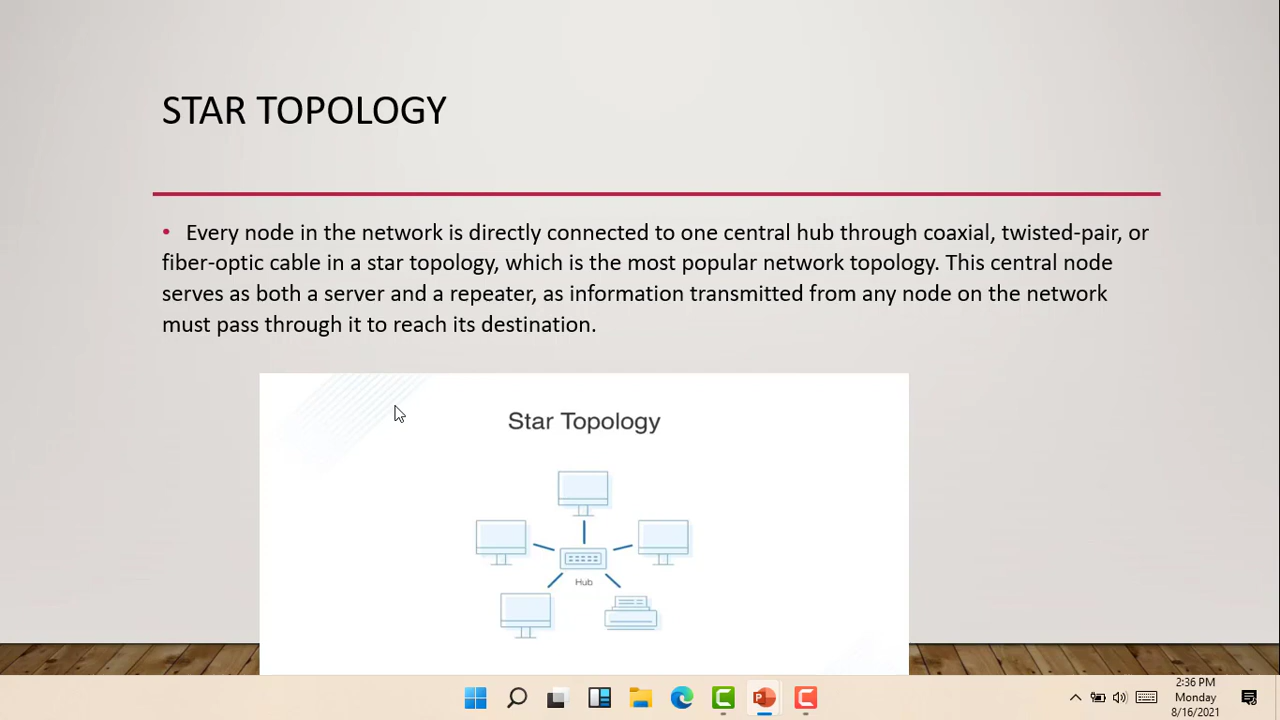 STAR TOPOLOGY
• Every node in the network is directly connected to one central hub through coaxial, twisted-pair, or
fiber-optic cable in a star topology, which is the most popular network topology. This central node
serves as both a server and a repeater, as information transmitted from any node on the network
must pass through it to reach its destination.
Star Topology
Hub
2:36 PM
Monday
8/16/2021